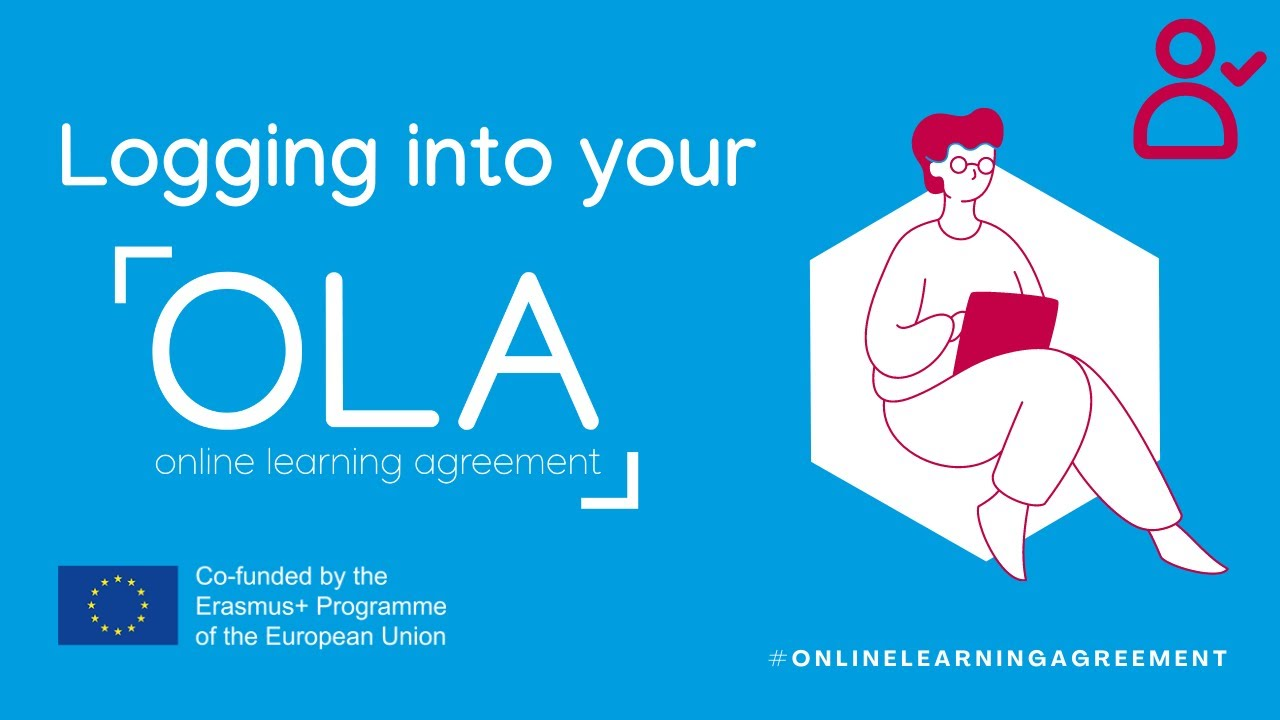 Logging into your
OLA
online learning agreement
Co-funded by the
Erasmus+ Programme
of the European Union
#ONLINELEARNINGAGREEMENT